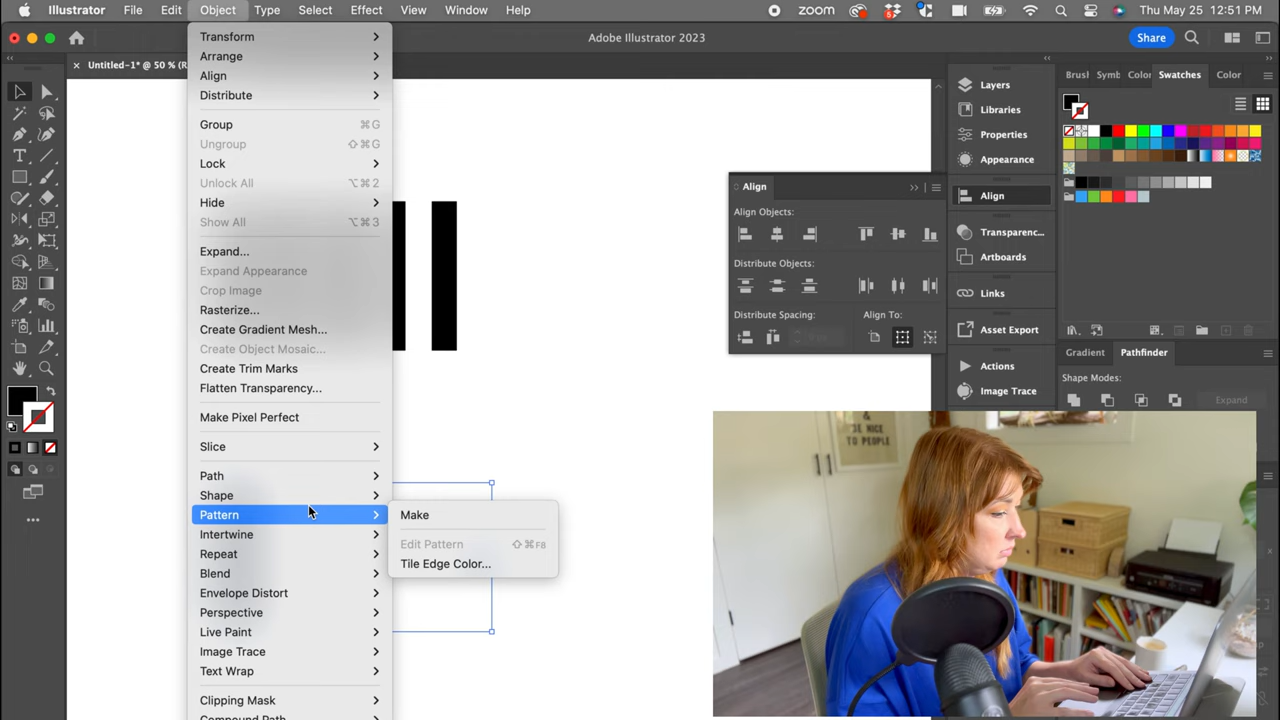 Illustrator File Edit Object Type Select Effect View Window Help
zoom
Thu May 25 12:51 PM
Adobe Illustrator 2023
Share
× Untitled-1* @ 50 % (R
Transform
Arrange
Align
Distribute
Group ⌘G
Ungroup ⇧⌘G
Lock
Unlock All ⌥⌘2
Hide
Show All ⌥⌘3
Expand...
Expand Appearance
Crop Image
Rasterize...
Create Gradient Mesh...
Create Object Mosaic...
Create Trim Marks
Flatten Transparency...
Make Pixel Perfect
Slice
Path
Shape
Pattern
Intertwine
Repeat
Blend
Envelope Distort
Perspective
Live Paint
Image Trace
Text Wrap
Clipping Mask
Compound Path
Make
Edit Pattern ⇧⌘F8
Tile Edge Color...
Align
Align Objects:
Distribute Objects:
Distribute Spacing:
Align To:
Layers
Libraries
Properties
Appearance
Align
Transparenc...
Artboards
Links
Asset Export
Actions
Image Trace
Brusl Symb Color Swatches Color
Gradient Pathfinder
Shape Modes:
Expand
& SEE
NICE
TO PEOPLE